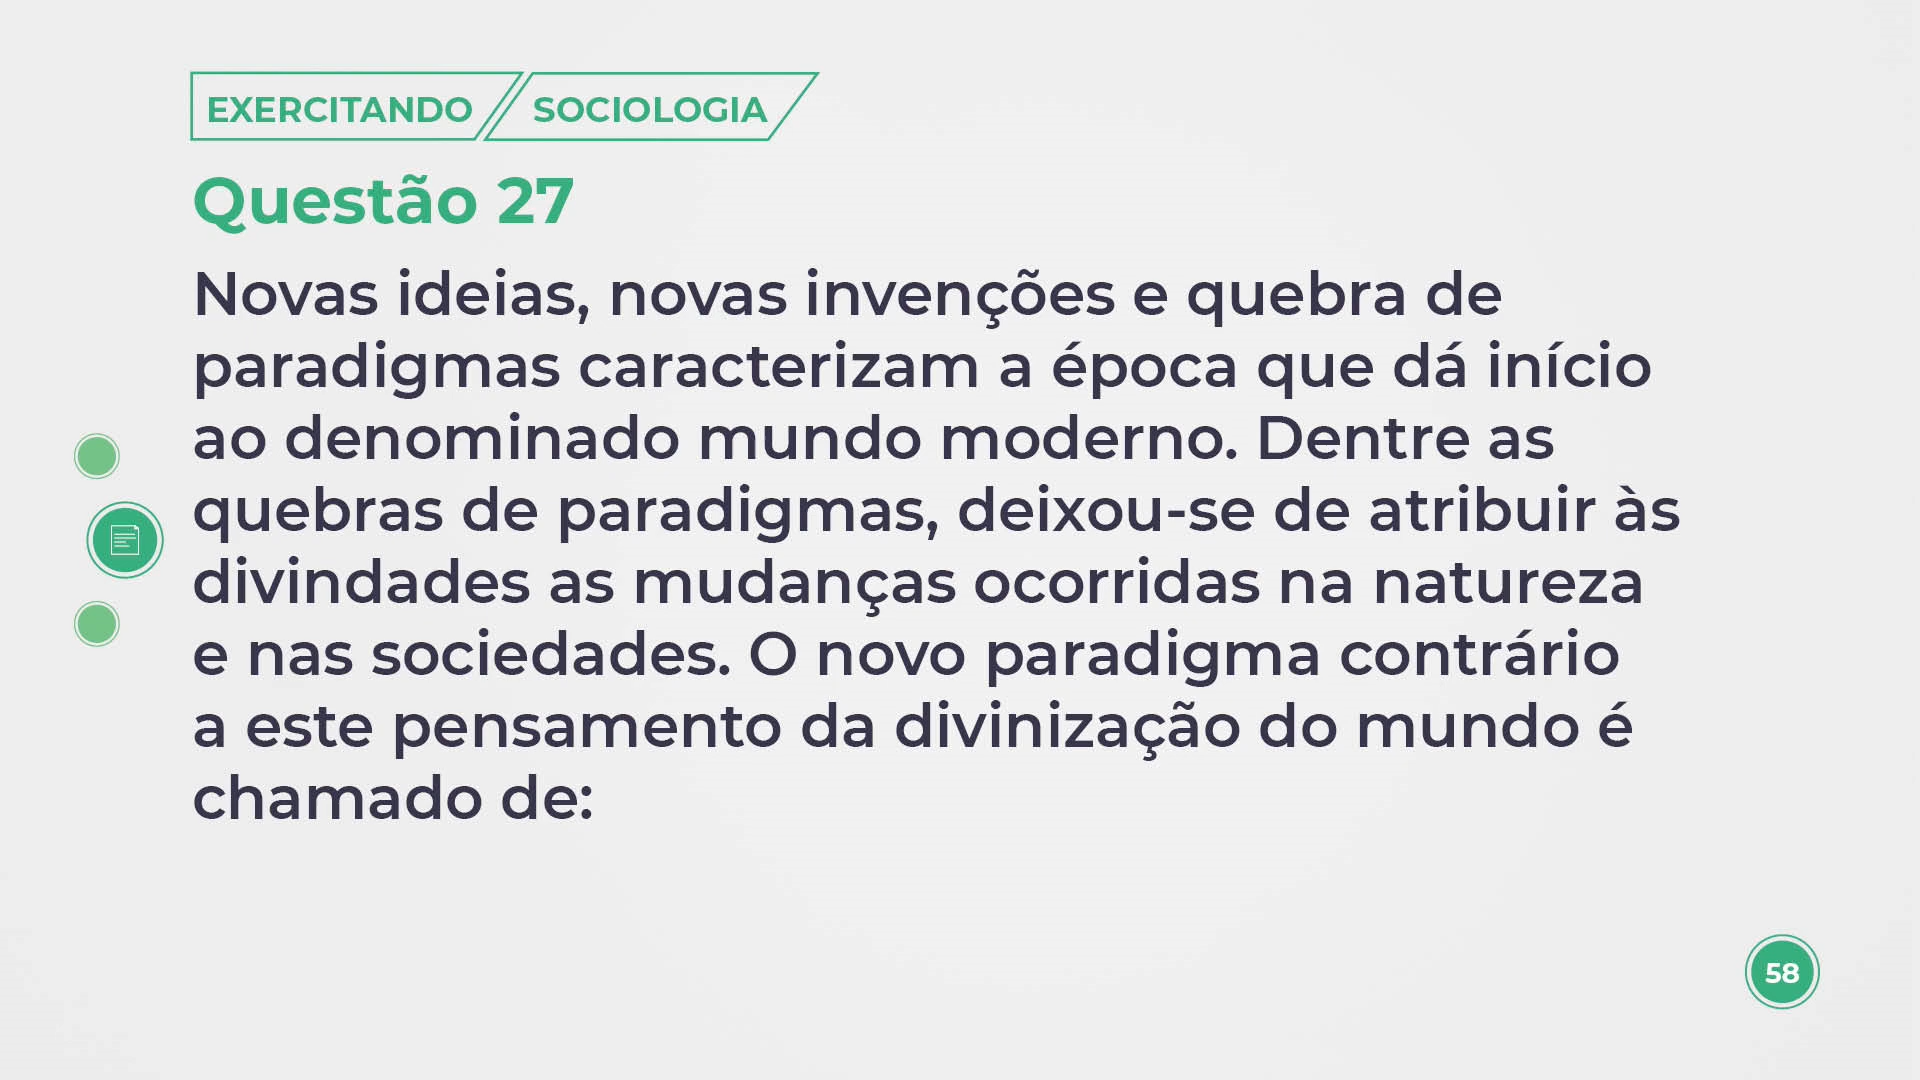 EXERCITANDO SOCIOLOGIA
Questão 27
Novas ideias, novas invenções e quebra de
paradigmas caracterizam a época que dá início
ao denominado mundo moderno. Dentre as
quebras de paradigmas, deixou-se de atribuir às
divindades as mudanças ocorridas na natureza
e nas sociedades. O novo paradigma contrário
a este pensamento da divinização do mundo é
chamado de:
58